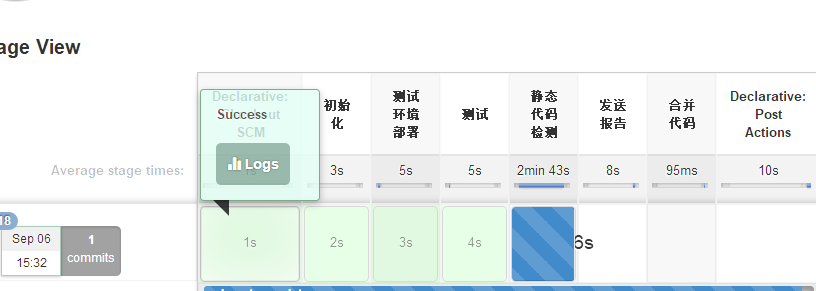 age View
Declarative:
SCM
Success
Logs
初始
化
测试
环境
部署
测试
静态
代码
检测
发送
报告
合并
代码
Declarative:
Post
Actions
Average stage times:
3s
5s
5s
2min 43s
8s
95ms
10s
18
Sep 06
15:32
1
commits
1s
2s
3s
4s
6s